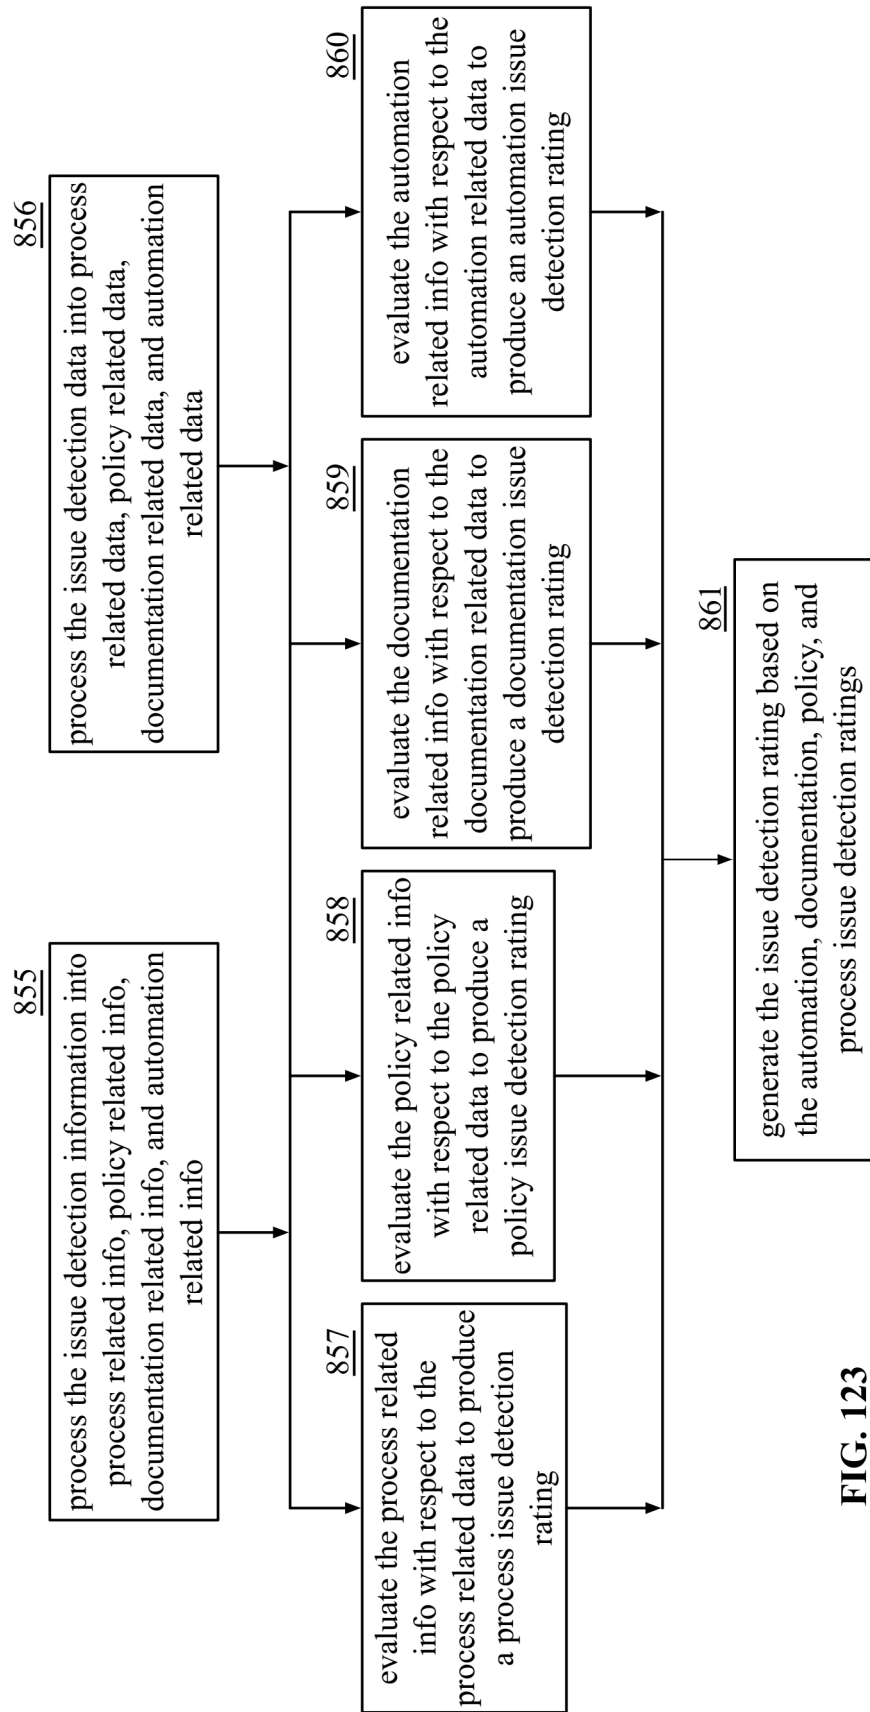 855
process the issue detection information into
process related info, policy related info,
documentation related info, and automation
related info
856
process the issue detection data into process
related data, policy related data,
documentation related data, and automation
related data
857
evaluate the process related
info with respect to the
process related data to produce
a process issue detection
rating
858
evaluate the policy related info
with respect to the policy
related data to produce a
policy issue detection rating
859
evaluate the documentation
related info with respect to the
documentation related data to
produce a documentation issue
detection rating
860
evaluate the automation
related info with respect to the
automation related data to
produce an automation issue
detection rating
861
generate the issue detection rating based on
the automation, documentation, policy, and
process issue detection ratings
FIG. 123